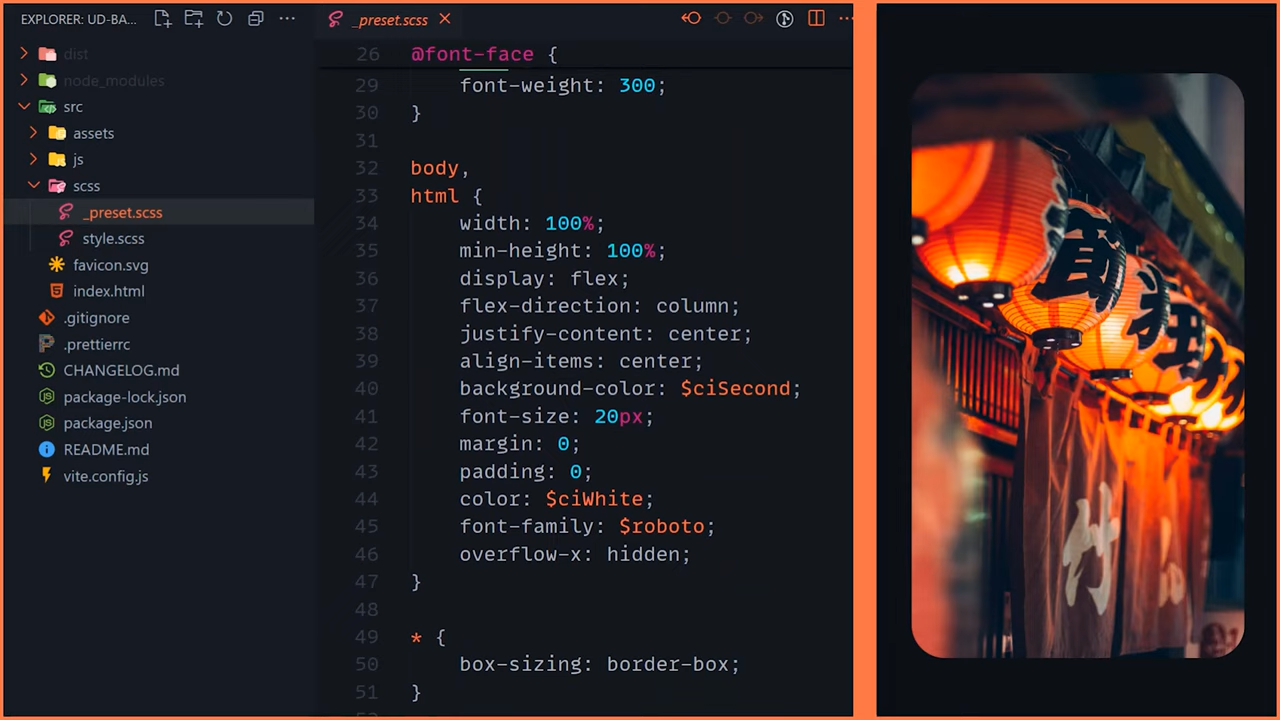 EXPLORER: UD-BA...
dist
node_modules
src
assets
js
scss
_preset.scss
style.scss
favicon.svg
index.html
.gitignore
.prettierrc
CHANGELOG.md
package-lock.json
package.json
README.md
vite.config.js
_preset.scss
26 @font-face {
29 font-weight: 300;
30 }
31
32 body,
33 html {
34 width: 100%;
35 min-height: 100%;
36 display: flex;
37 flex-direction: column;
38 justify-content: center;
39 align-items: center;
40 background-color: $ciSecond;
41 font-size: 20px;
42 margin: 0;
43 padding: 0;
44 color: $ciWhite;
45 font-family: $roboto;
46 overflow-x: hidden;
47 }
48
49 * {
50 box-sizing: border-box;
51 }
竹